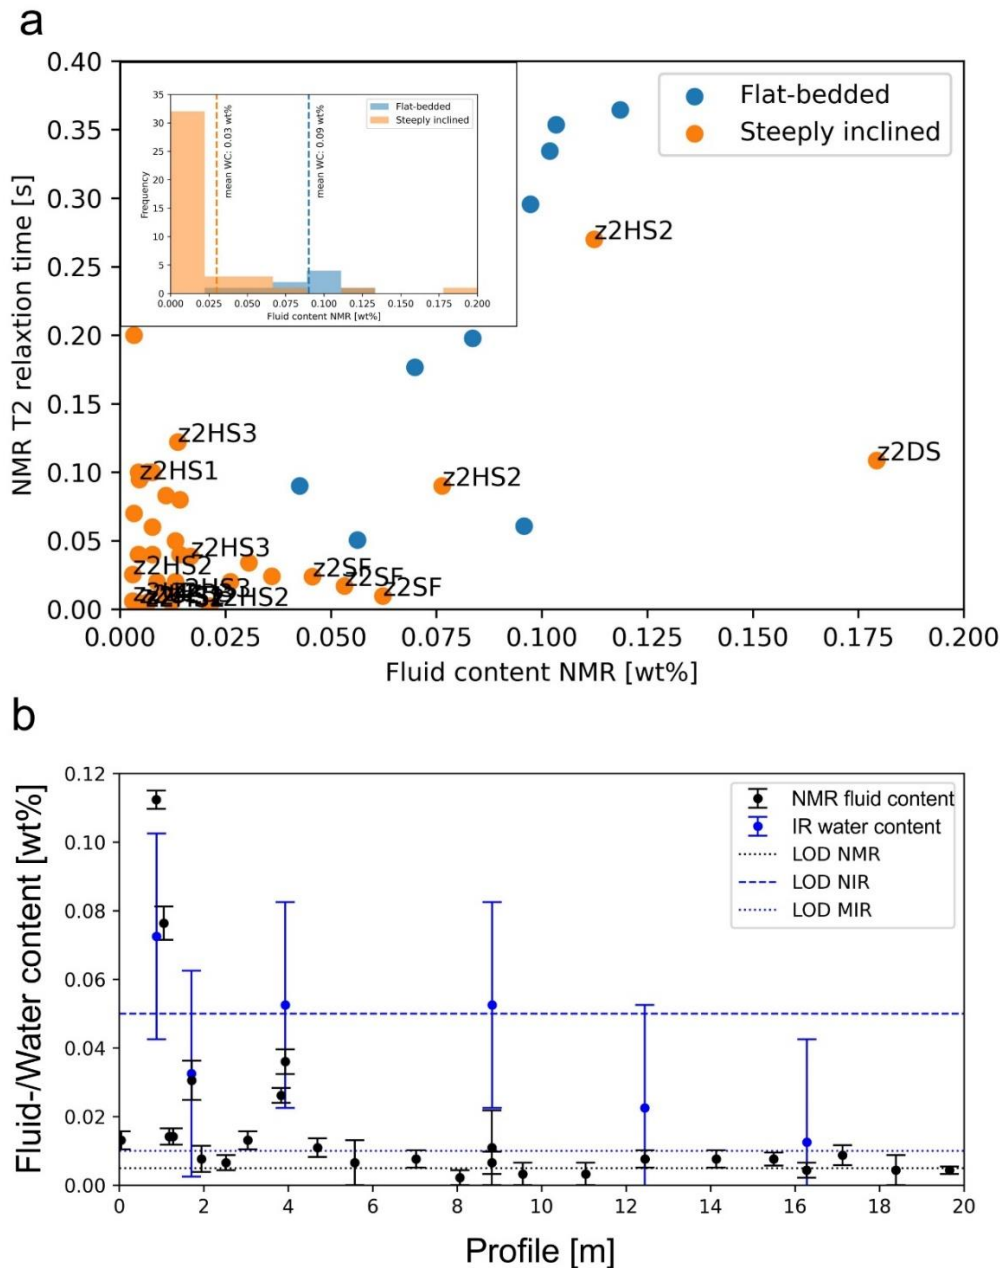 a
0.40
0.35
0.30
0.25
0.20
0.15
0.10
0.05
0.00
NMR T2 relaxtion time [s]
Flat-bedded
Steeply inclined
35
30
25
20
15
10
5
0
Frequency
mean WC: 0.03 wt%
mean WC: 0.09 wt%
Flat-bedded
Steeply inclined
0.000 0.025 0.050 0.075 0.100 0.125 0.150 0.175 0.200
Fluid content NMR [wt%]
z2HS2
z2HS3
z2HS1
z2HS2
z2DS
z2HS3
z2HS2
z2SF
z2SF
z2SF
z2HS2
0.000 0.025 0.050 0.075 0.100 0.125 0.150 0.175 0.200
Fluid content NMR [wt%]
b
0.12
0.10
0.08
0.06
0.04
0.02
0.00
Fluid-/Water content [wt%]
NMR fluid content
IR water content
LOD NMR
LOD NIR
LOD MIR
0 2 4 6 8 10 12 14 16 18 20
Profile [m]